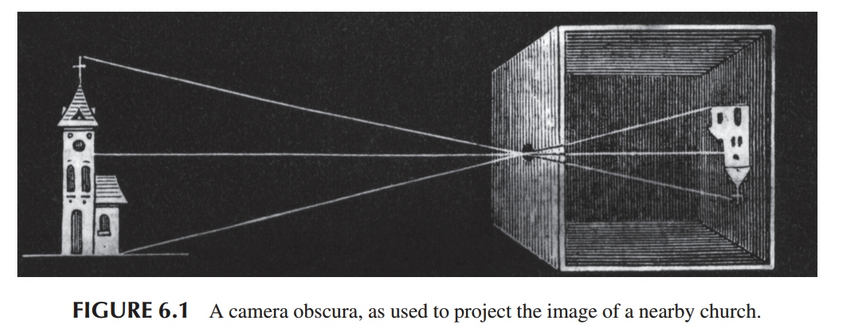 FIGURE 6.1 A camera obscura, as used to project the image of a nearby church.